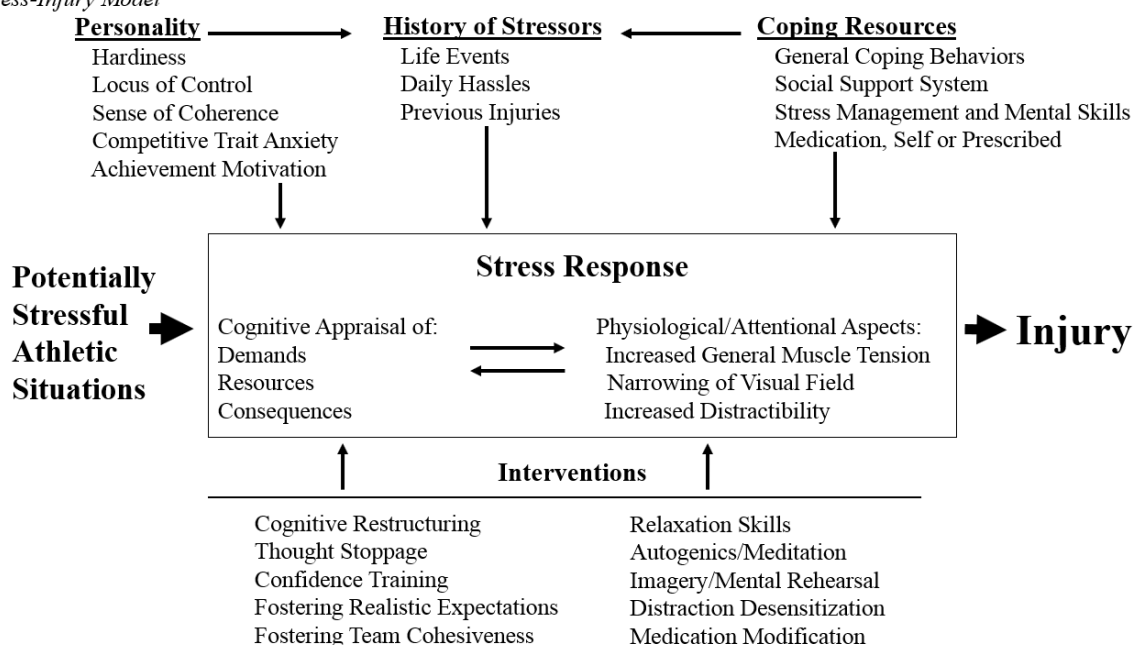 ess-Injury Model
Personality
Hardiness
Locus of Control
Sense of Coherence
Competitive Trait Anxiety
Achievement Motivation
History of Stressors
Life Events
Daily Hassles
Previous Injuries
Coping Resources
General Coping Behaviors
Social Support System
Stress Management and Mental Skills
Medication, Self or Prescribed
Potentially
Stressful
Athletic
Situations
Stress Response
Cognitive Appraisal of:
Demands
Resources
Consequences
Physiological/Attentional Aspects:
Increased General Muscle Tension
Narrowing of Visual Field
Increased Distractibility
Injury
Interventions
Cognitive Restructuring
Thought Stoppage
Confidence Training
Fostering Realistic Expectations
Fostering Team Cohesiveness
Relaxation Skills
Autogenics/Meditation
Imagery/Mental Rehearsal
Distraction Desensitization
Medication Modification